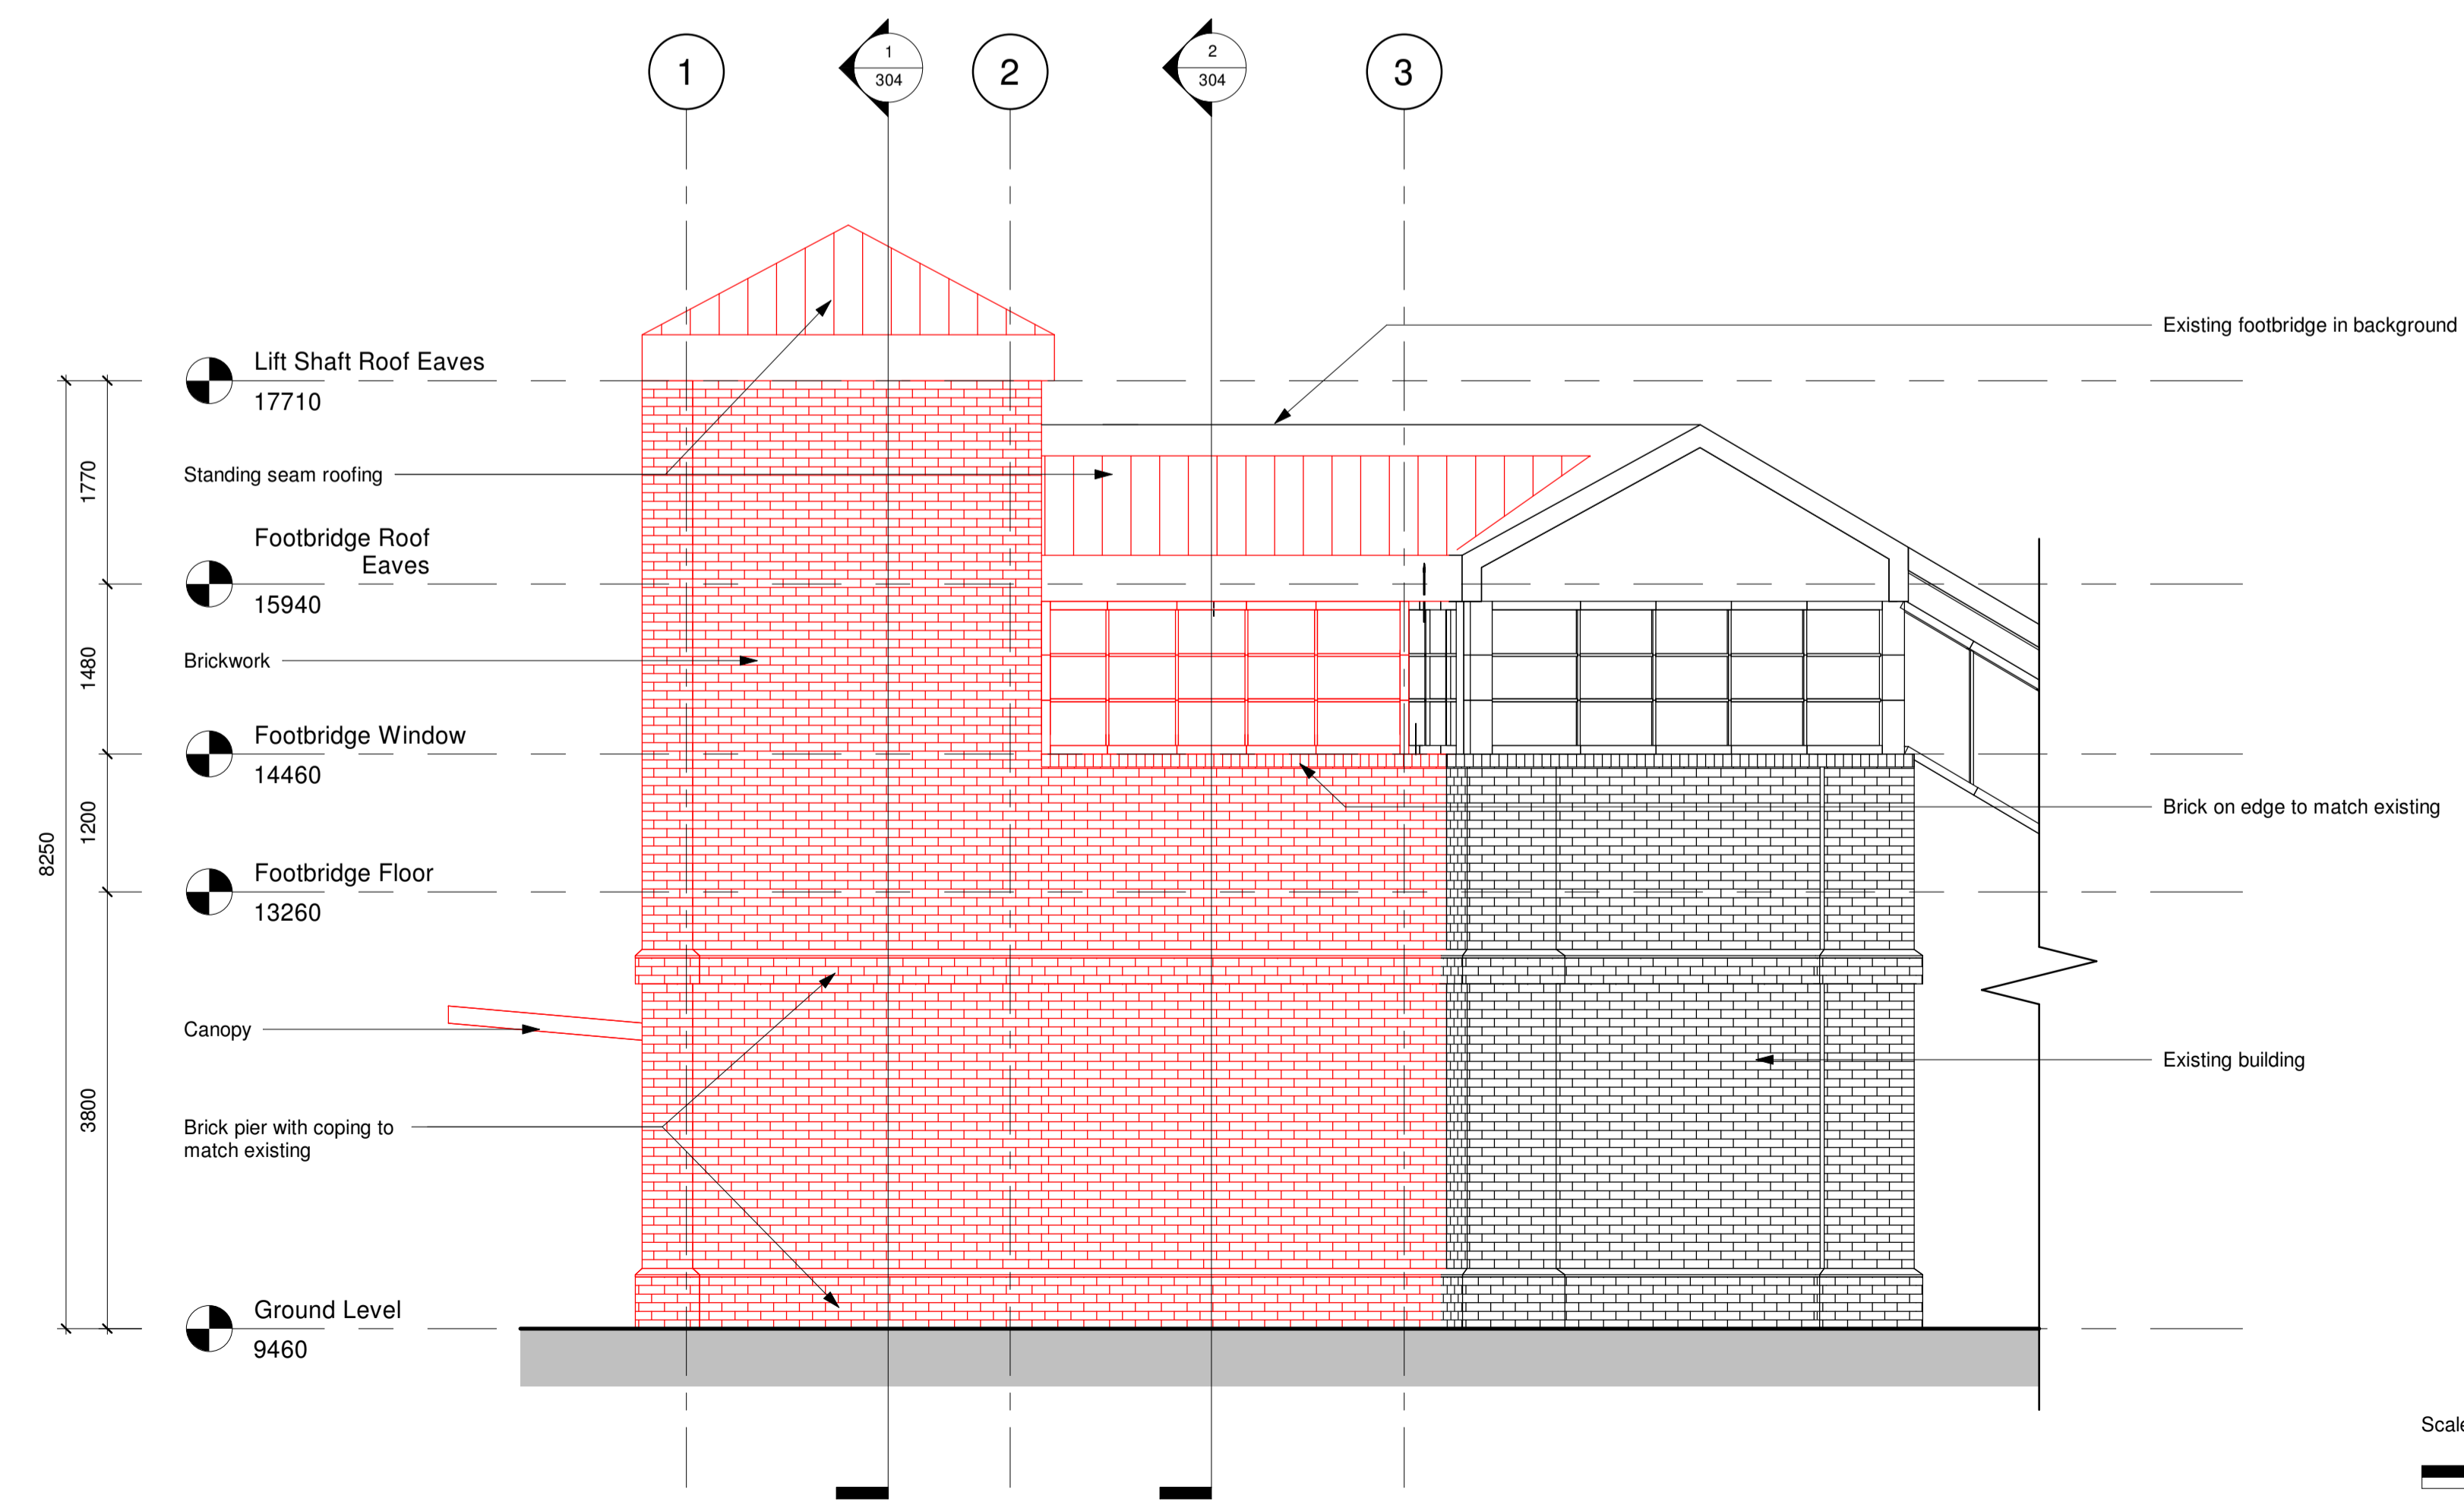 1
1
304
2
2
304
3
Existing footbridge in background
Lift Shaft Roof Eaves
17710
1770
Standing seam roofing
Footbridge Roof
Eaves
15940
1480
Brickwork
Footbridge Window
14460
1200
Brick on edge to match existing
8250
Footbridge Floor
13260
Canopy
Existing building
3800
Brick pier with coping to
match existing
Ground Level
9460
Scale